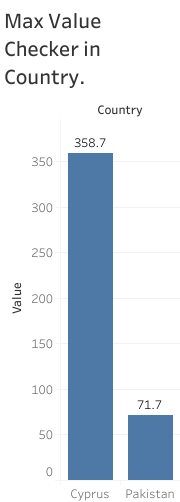 Max Value
Checker in
Country.
Country
358.7
350
300
250
200
150
100
50
0
Value
71.7
Cyprus
Pakistan